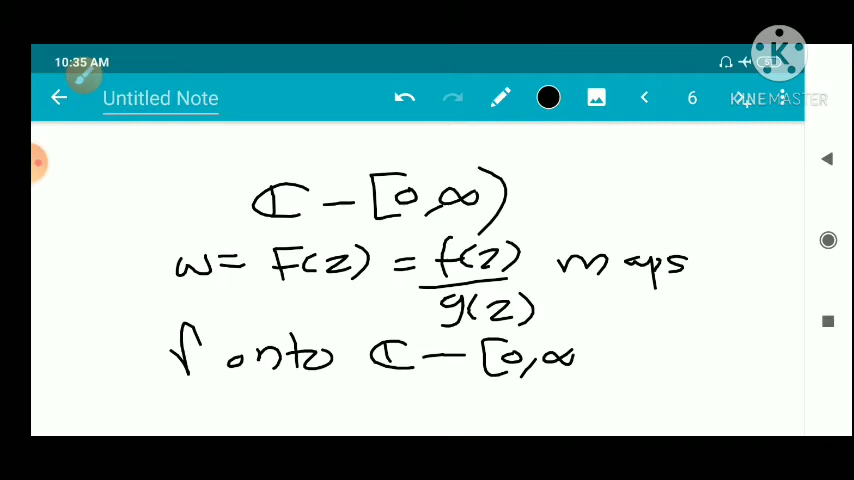 10:35 AM
KINEMASTER
Untitled Note
6
ℂ – [0,∞)
w = F(z) = f(z)/g(z) maps
Γ onto ℂ – [0,∞